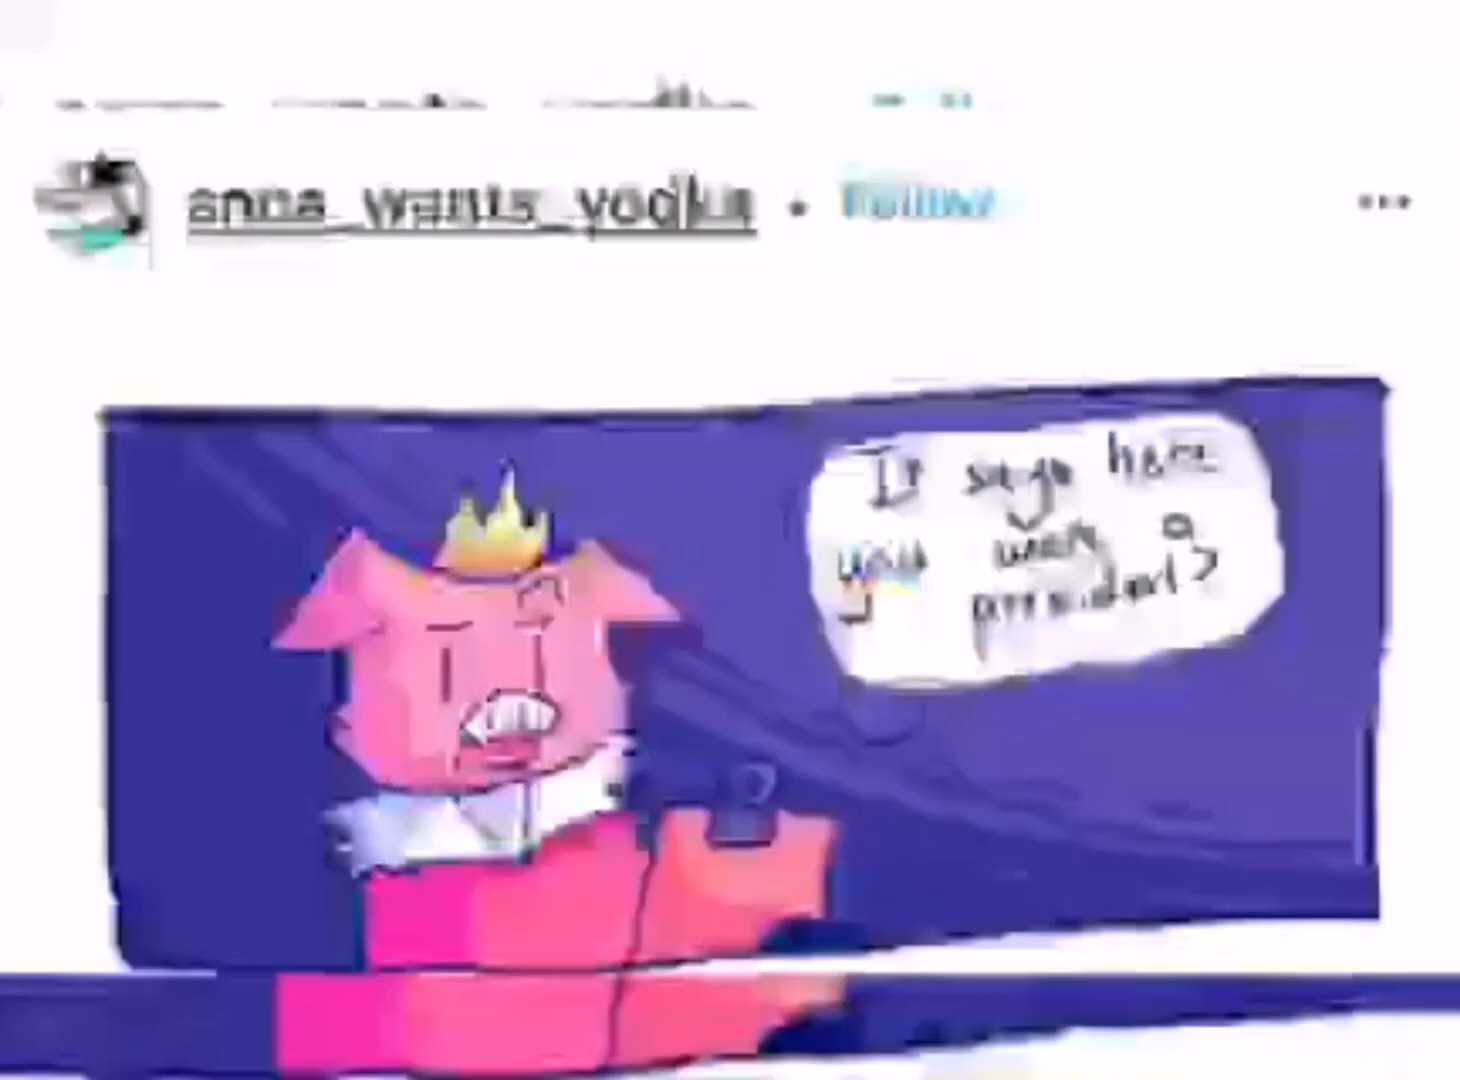 anna_wants_vodka • Follow
It says here
you were a
president?